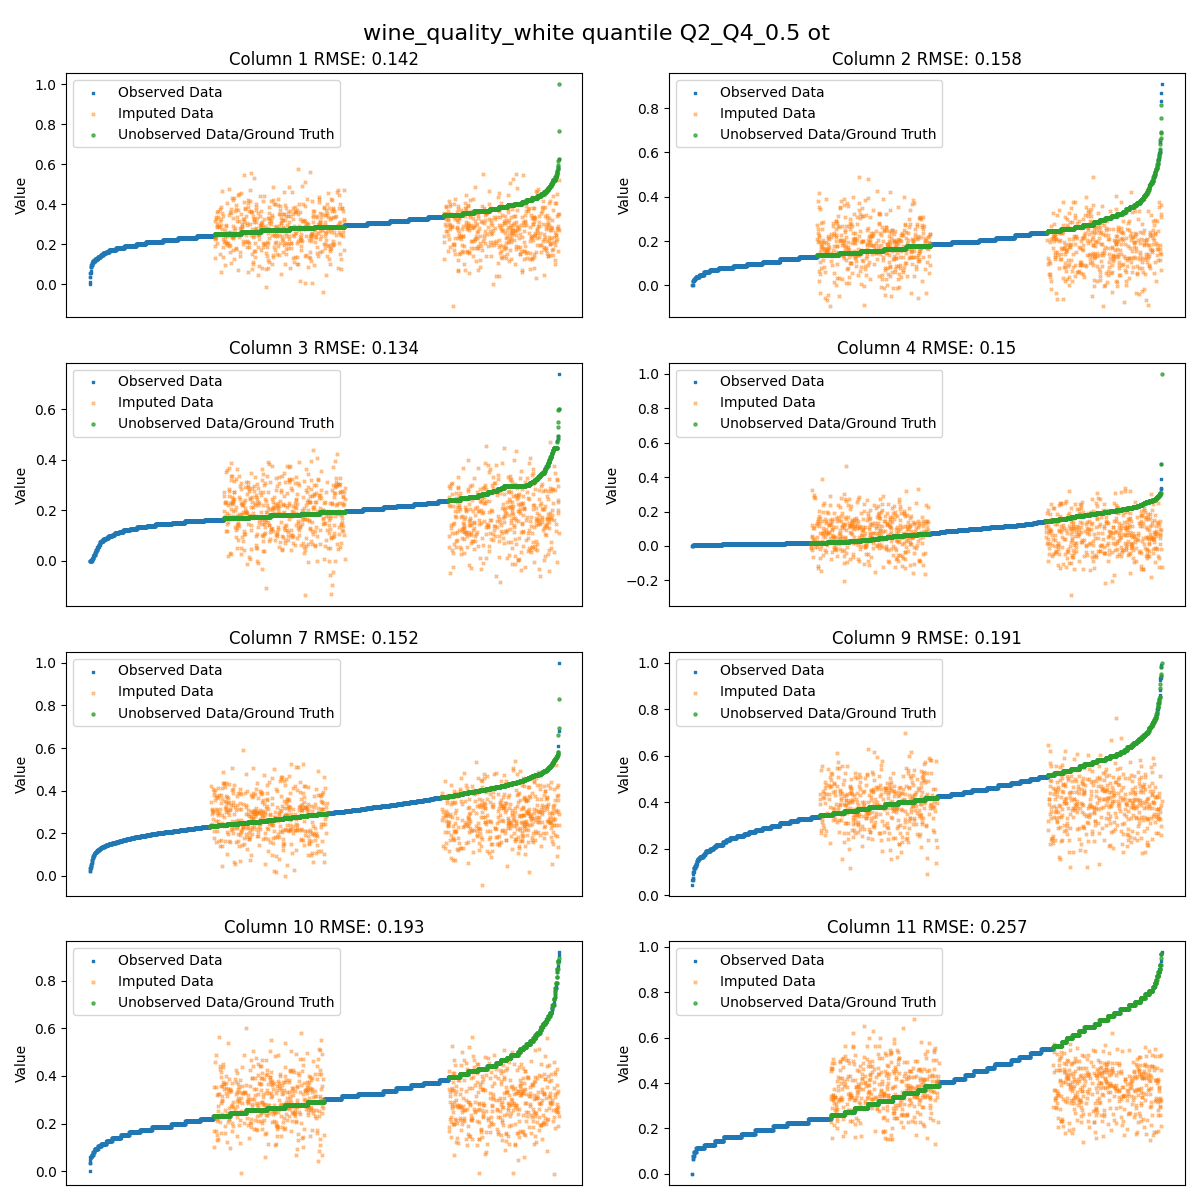 wine_quality_white quantile Q2_Q4_0.5 ot
Column 1 RMSE: 0.142
Value
1.0
0.8
0.6
0.4
0.2
0.0
Observed Data
Imputed Data
Unobserved Data/Ground Truth
Column 2 RMSE: 0.158
Value
0.8
0.6
0.4
0.2
0.0
Observed Data
Imputed Data
Unobserved Data/Ground Truth
Column 3 RMSE: 0.134
Value
0.6
0.4
0.2
0.0
Observed Data
Imputed Data
Unobserved Data/Ground Truth
Column 4 RMSE: 0.15
Value
1.0
0.8
0.6
0.4
0.2
0.0
−0.2
Observed Data
Imputed Data
Unobserved Data/Ground Truth
Column 7 RMSE: 0.152
Value
1.0
0.8
0.6
0.4
0.2
0.0
Observed Data
Imputed Data
Unobserved Data/Ground Truth
Column 9 RMSE: 0.191
Value
1.0
0.8
0.6
0.4
0.2
0.0
Observed Data
Imputed Data
Unobserved Data/Ground Truth
Column 10 RMSE: 0.193
Value
0.8
0.6
0.4
0.2
0.0
Observed Data
Imputed Data
Unobserved Data/Ground Truth
Column 11 RMSE: 0.257
Value
1.0
0.8
0.6
0.4
0.2
0.0
Observed Data
Imputed Data
Unobserved Data/Ground Truth